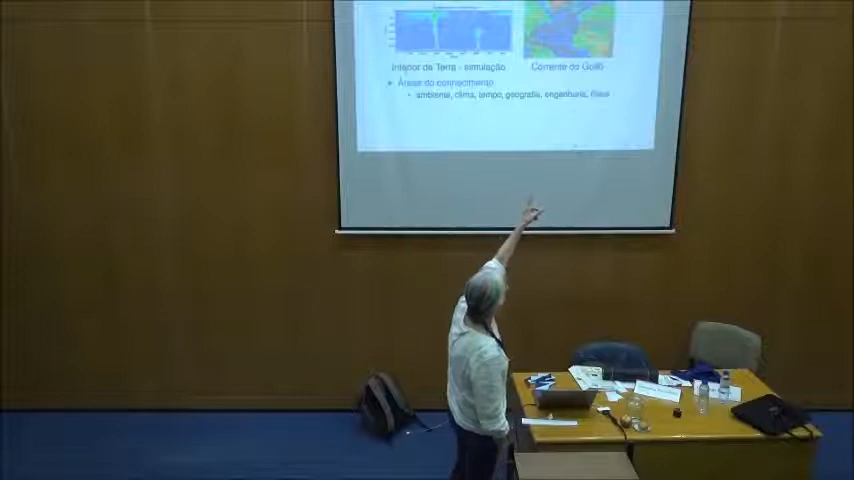 Interior da Terra - simulação
Corrente do Golfo
Áreas do conhecimento
ambiente, clima, tempo, geografia, engenharia, física